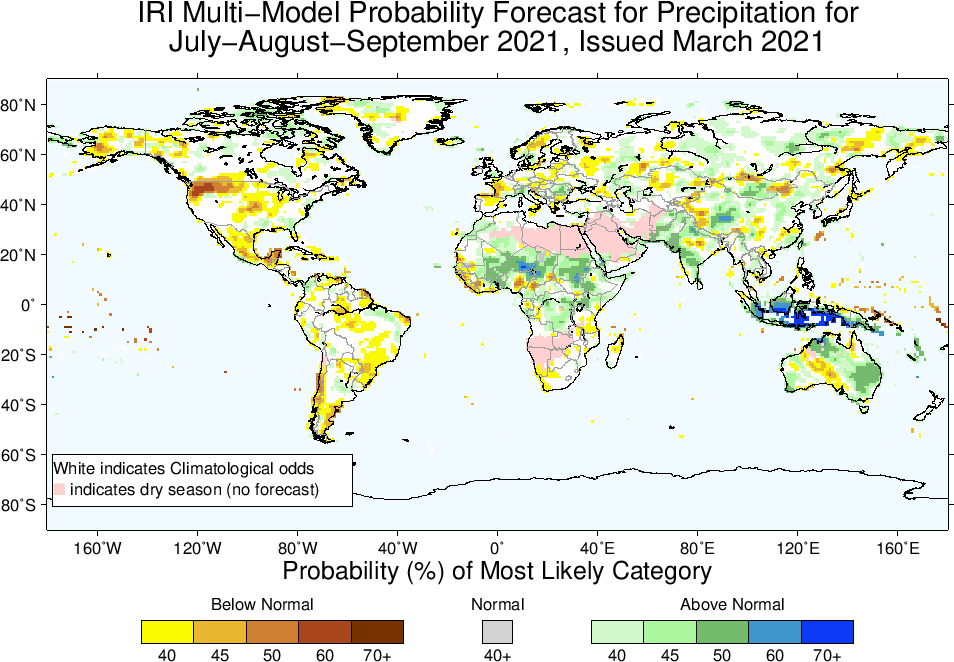 IRI Multi−Model Probability Forecast for Precipitation for
July−August−September 2021, Issued March 2021
80˚N
60˚N
40˚N
20˚N
0˚
20˚S
40˚S
60˚S
80˚S
White indicates Climatological odds
indicates dry season (no forecast)
160˚W 120˚W 80˚W 40˚W 0˚ 40˚E 80˚E 120˚E 160˚E
Probability (%) of Most Likely Category
Below Normal Normal Above Normal
40 45 50 60 70+ 40+ 40 45 50 60 70+